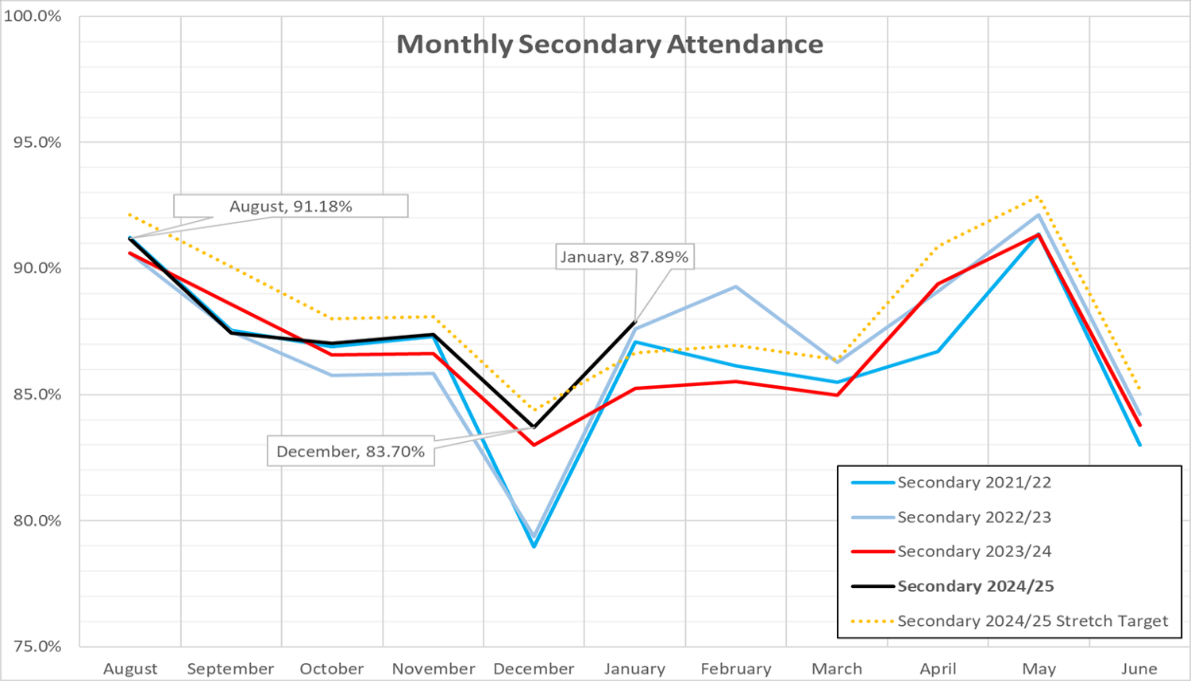 Monthly Secondary Attendance
100.0%
95.0%
90.0%
85.0%
80.0%
75.0%
August, 91.18%
January, 87.89%
December, 83.70%
Secondary 2021/22
Secondary 2022/23
Secondary 2023/24
Secondary 2024/25
Secondary 2024/25 Stretch Target
August September October November December January February March April May June